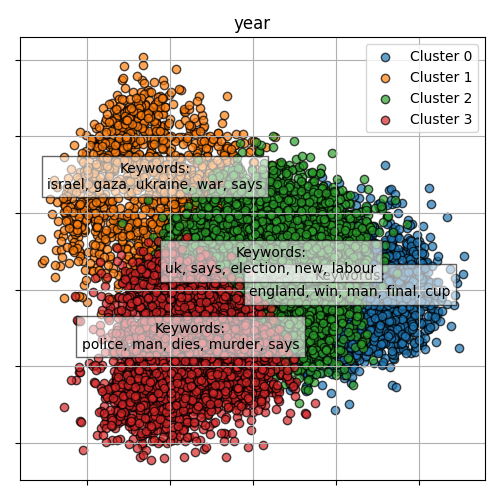 year
Cluster 0
Cluster 1
Cluster 2
Cluster 3
Keywords:
israel, gaza, ukraine, war, says
Keywords:
uk, says, election, new, labour
Keywords:
england, win, man, final, cup
Keywords:
police, man, dies, murder, says